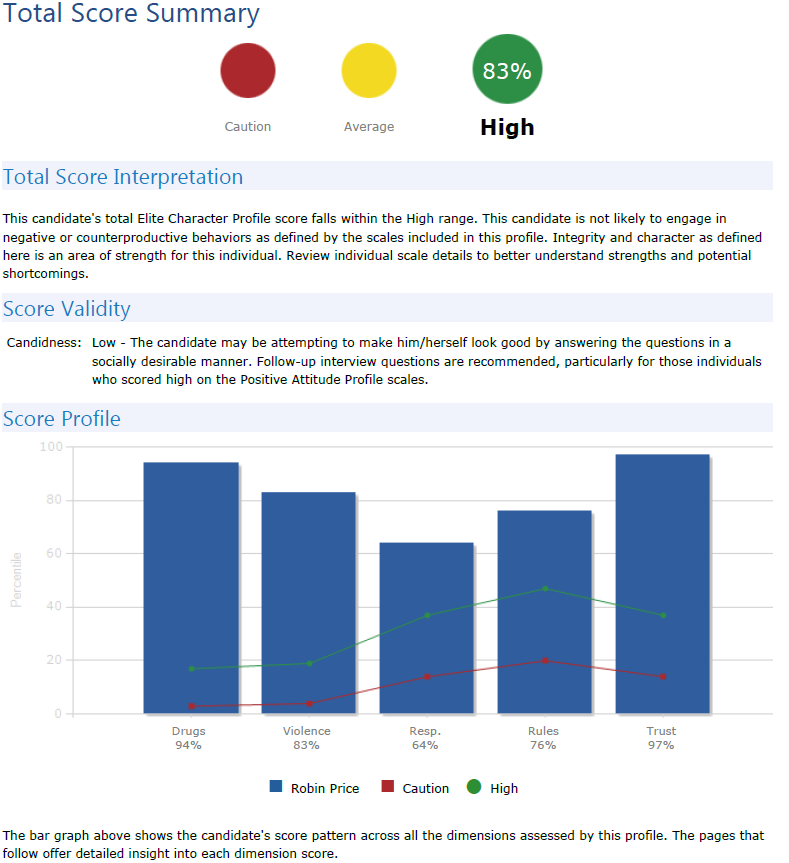 Total Score Summary
83%
Caution
Average
High
Total Score Interpretation
This candidate's total Elite Character Profile score falls within the High range. This candidate is not likely to engage in
negative or counterproductive behaviors as defined by the scales included in this profile. Integrity and character as defined
here is an area of strength for this individual. Review individual scale details to better understand strengths and potential
shortcomings.
Score Validity
Candidness: Low - The candidate may be attempting to make him/herself look good by answering the questions in a
socially desirable manner. Follow-up interview questions are recommended, particularly for those individuals
who scored high on the Positive Attitude Profile scales.
Score Profile
100
80
60
40
20
0
Percentile
Drugs Violence Resp. Rules Trust
94% 83% 64% 76% 97%
Robin Price Caution High
The bar graph above shows the candidate's score pattern across all the dimensions assessed by this profile. The pages that
follow offer detailed insight into each dimension score.